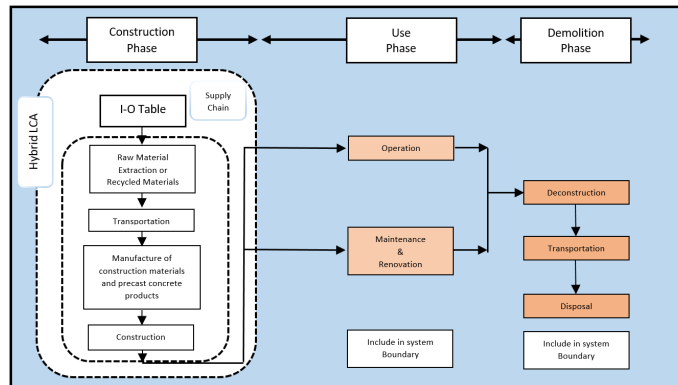 Construction
Phase
Use
Phase
Demolition
Phase
Hybrid LCA
Supply
Chain
I-O Table
Raw Material
Extraction or
Recycled Materials
Transportation
Manufacture of
construction materials
and precast concrete
products
Construction
Operation
Maintenance
&
Renovation
Include in system
Boundary
Deconstruction
Transportation
Disposal
Include in system
Boundary